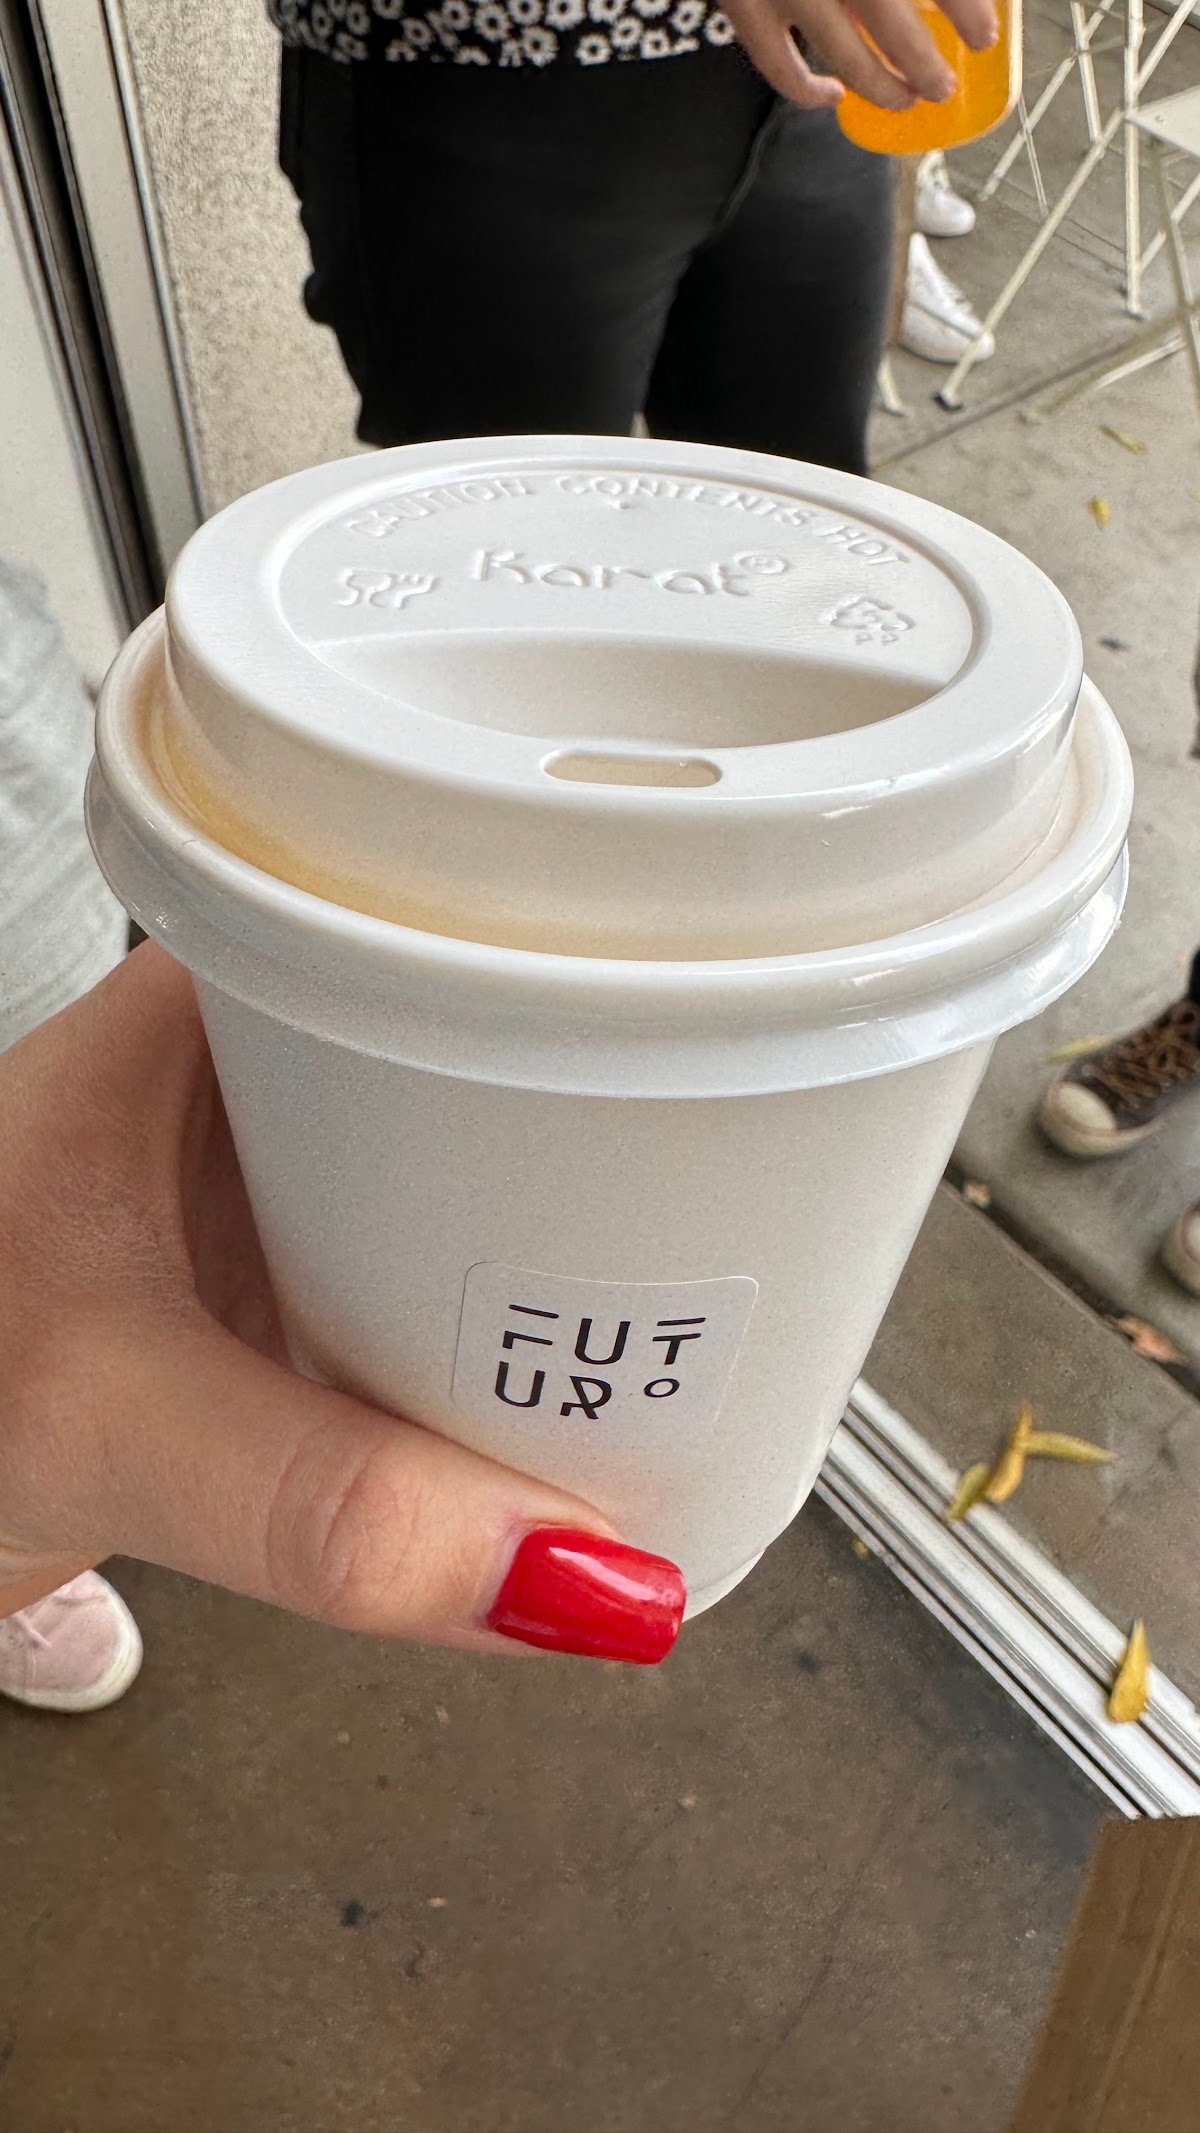 CAUTION CONTENTS HOT
Karat®
FUT
URO